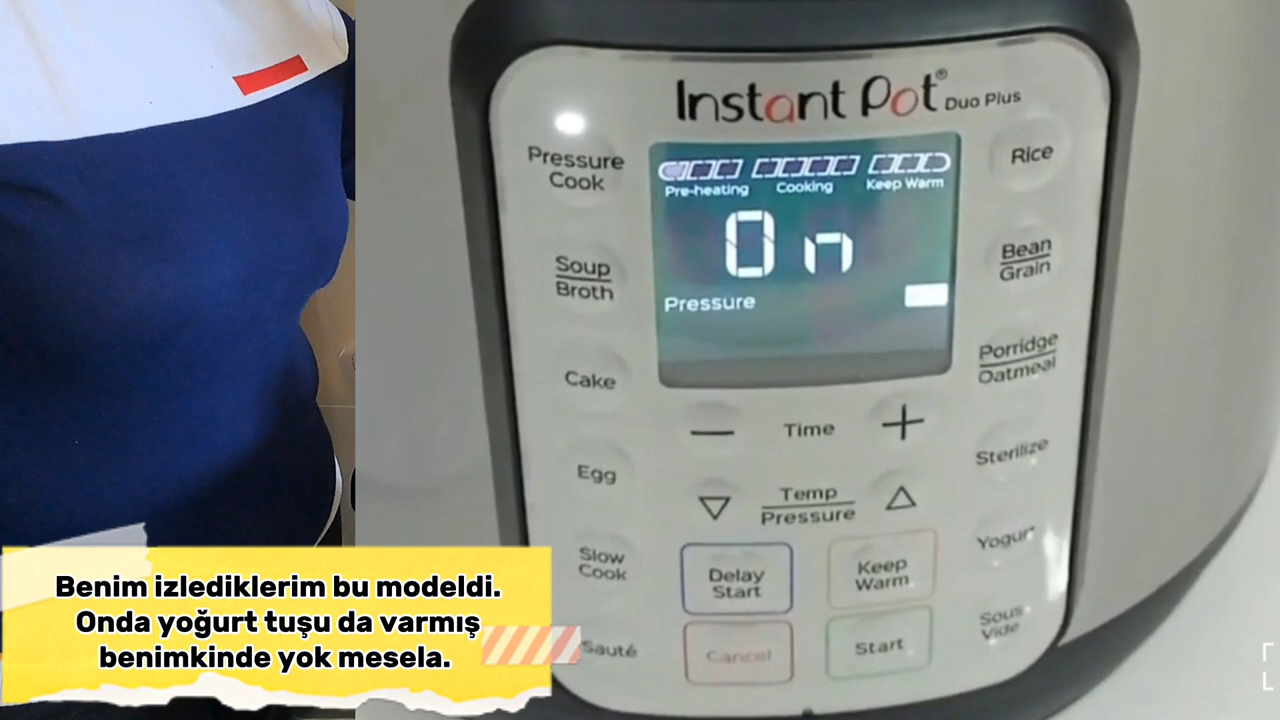 Instant Pot® Duo Plus
Pressure
Cook
Soup
Broth
Cake
Egg
Slow
Cook
Sauté
Pre-heating Cooking Keep Warm
On
Pressure
− Time +
Temp
Pressure
Delay
Start
Keep
Warm
Cancel
Start
Rice
Bean
Grain
Porridge
Oatmeal
Sterilize
Yogurt
Sous
Vide
Benim izlediklerim bu modeldi.
Onda yoğurt tuşu da varmış
benimkinde yok mesela.